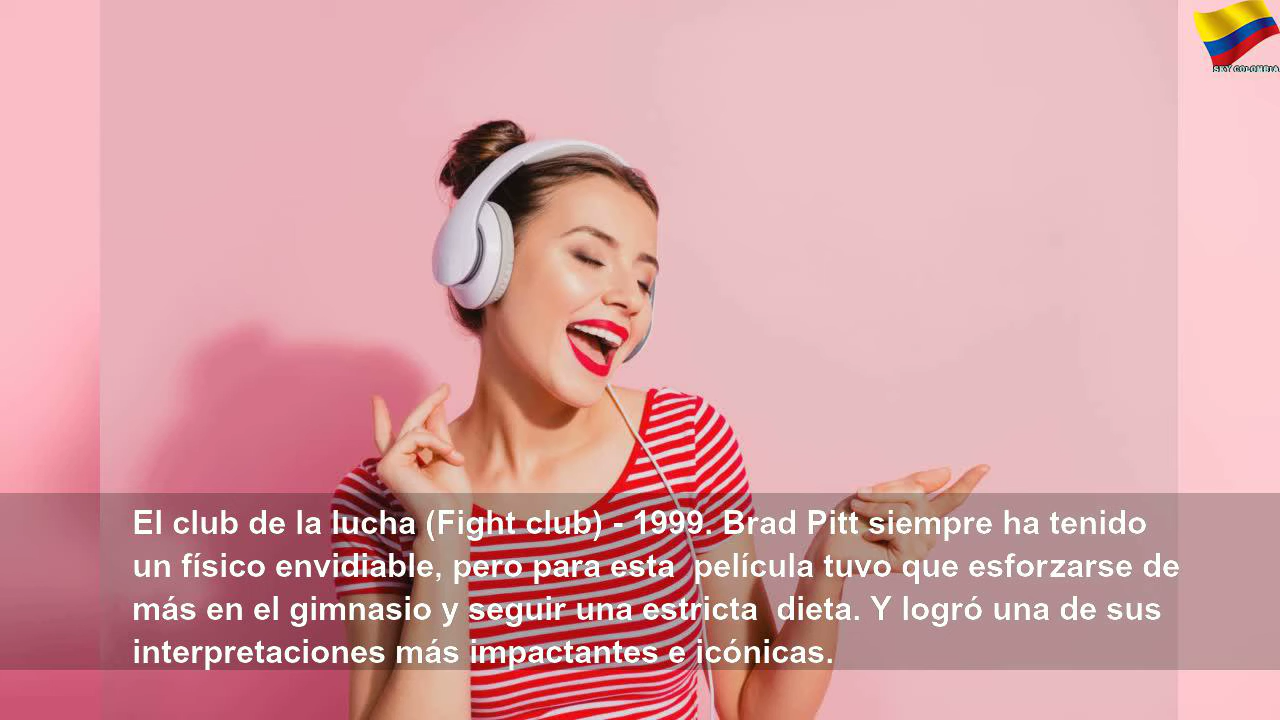 SKY COLOMBIA
El club de la lucha (Fight club) - 1999. Brad Pitt siempre ha tenido
un físico envidiable, pero para esta  película tuvo que esforzarse de
más en el gimnasio y seguir una estricta  dieta. Y logró una de sus
interpretaciones más impactantes e icónicas.